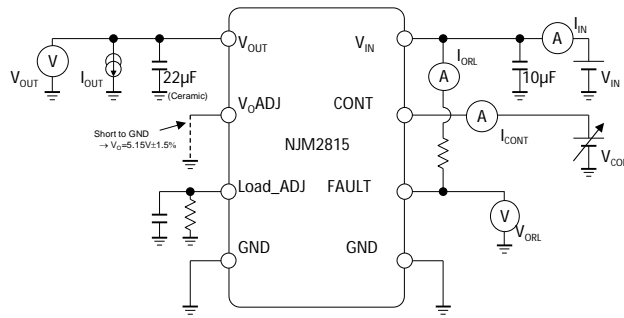 V
V_OUT
I_OUT
22µF
(Ceramic)
V_OUT
V_OADJ
Short to GND
→ V_O=5.15V±1.5%
Load_ADJ
GND
NJM2815
V_IN
CONT
FAULT
GND
A
I_ORL
10µF
A
I_IN
V_IN
A
I_CONT
V
V_ORL